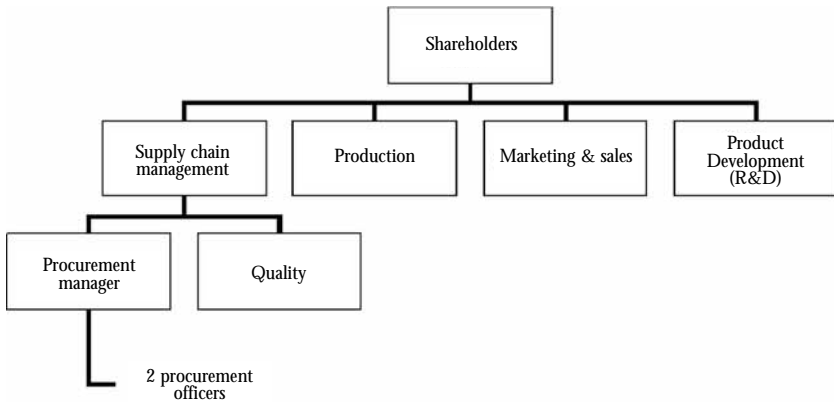 Shareholders
Supply chain
management
Production
Marketing & sales
Product
Development
(R&D)
Procurement
manager
Quality
2 procurement
officers